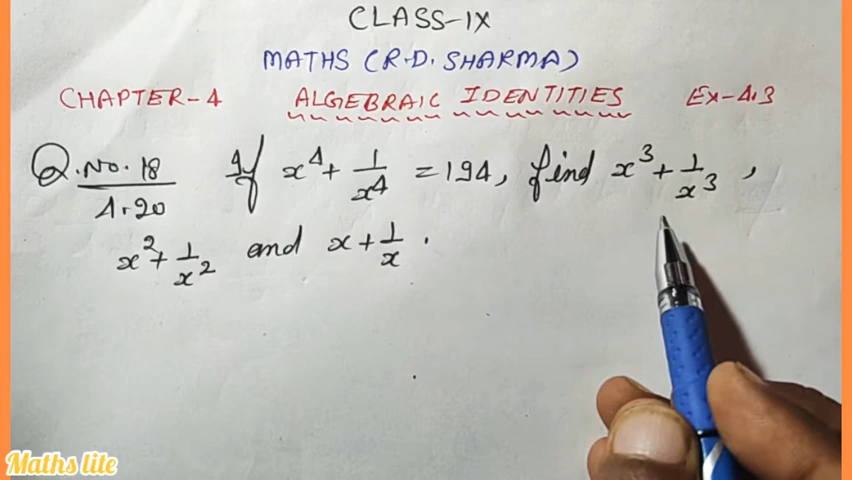 CLASS-IX
MATHS (R.D. SHARMA)
CHAPTER-4 ALGEBRAIC IDENTITIES Ex-4.3
Q.No. 18 If x⁴ + 1/x⁴ = 194, find x³ + 1/x³ ,
4.20
x² + 1/x² and x + 1/x .
Maths lite